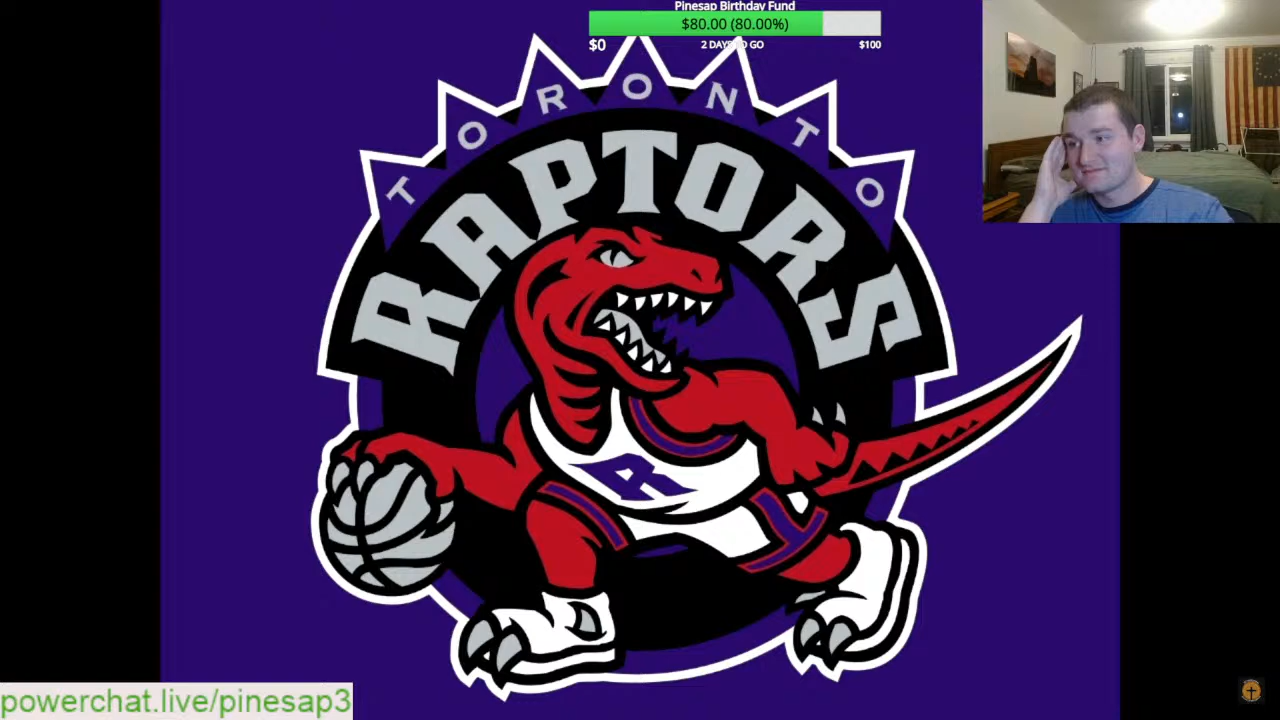 Pinesap Birthday Fund
$80.00 (80.00%)
$0 2 DAYS TO GO $100
TORONTO
RAPTORS
R
powerchat.live/pinesap3